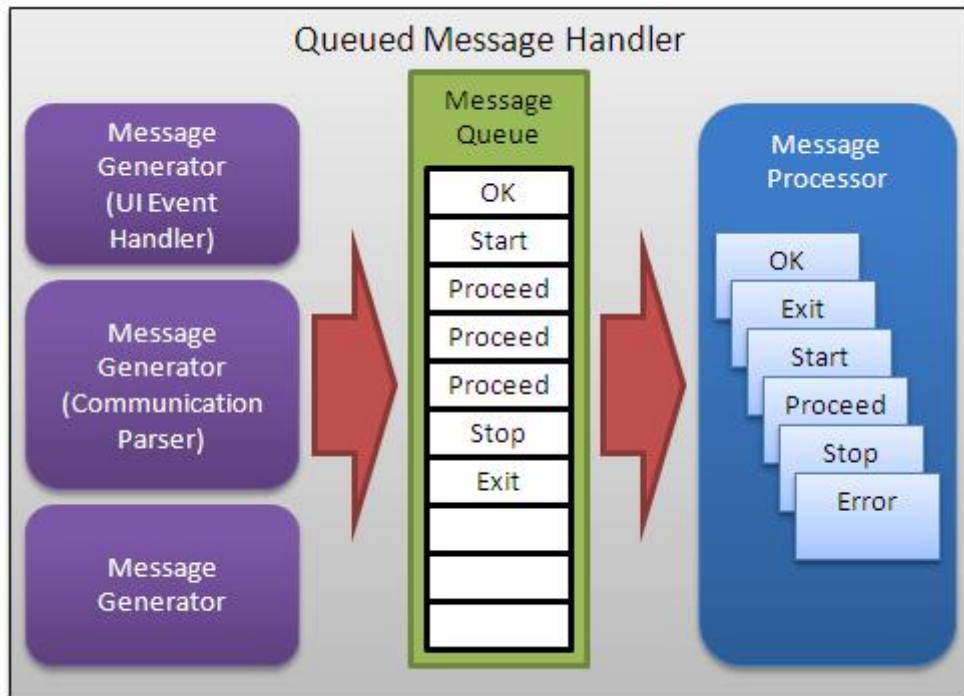 Queued Message Handler
Message
Generator
(UI Event
Handler)
Message
Generator
(Communication
Parser)
Message
Generator
Message
Queue
OK
Start
Proceed
Proceed
Proceed
Stop
Exit
Message
Processor
OK
Exit
Start
Proceed
Stop
Error